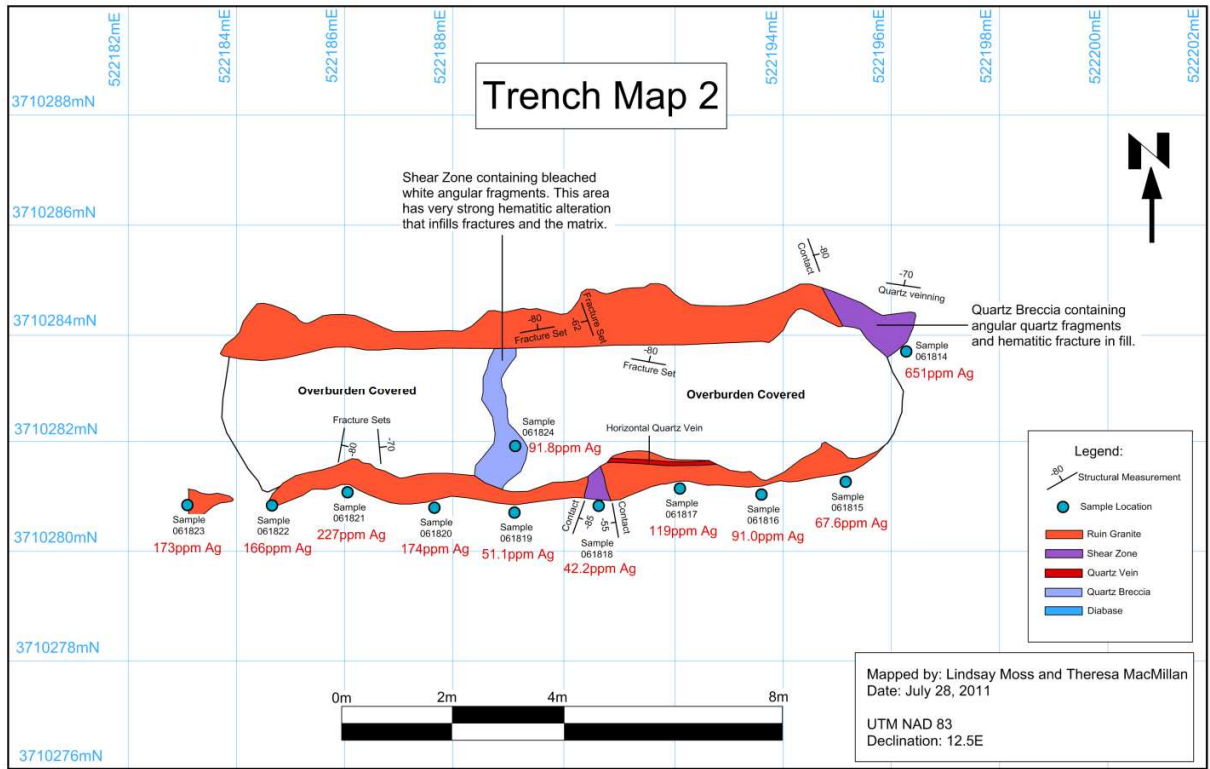 522182mE
522184mE
522186mE
522188mE
522194mE
522196mE
522198mE
522200mE
522202mE
3710288mN
Trench Map 2
N
Shear Zone containing bleached
white angular fragments. This area
has very strong hematitic alteration
that infills fractures and the matrix.
3710286mN
-80
Contact
-70
Quartz veinning
Quartz Breccia containing
angular quartz fragments
and hematitic fracture in fill.
3710284mN
-80
Fracture Set
-62
Fracture Set
-80
Fracture Set
Sample
061814
651ppm Ag
Overburden Covered
Overburden Covered
Fracture Sets
-80
-70
Sample
061824
91.8ppm Ag
Horizontal Quartz Vein
3710282mN
Sample
061823
173ppm Ag
Sample
061822
166ppm Ag
Sample
061821
227ppm Ag
Sample
061820
174ppm Ag
Sample
061819
51.1ppm Ag
Contact
-85
-55
Contact
Sample
061818
42.2ppm Ag
Sample
061817
119ppm Ag
Sample
061816
91.0ppm Ag
Sample
061815
67.6ppm Ag
3710280mN
Legend:
-80
Structural Measurement
Sample Location
Ruin Granite
Shear Zone
Quartz Vein
Quartz Breccia
Diabase
3710278mN
0m
2m
4m
8m
Mapped by: Lindsay Moss and Theresa MacMillan
Date: July 28, 2011
UTM NAD 83
Declination: 12.5E
3710276mN